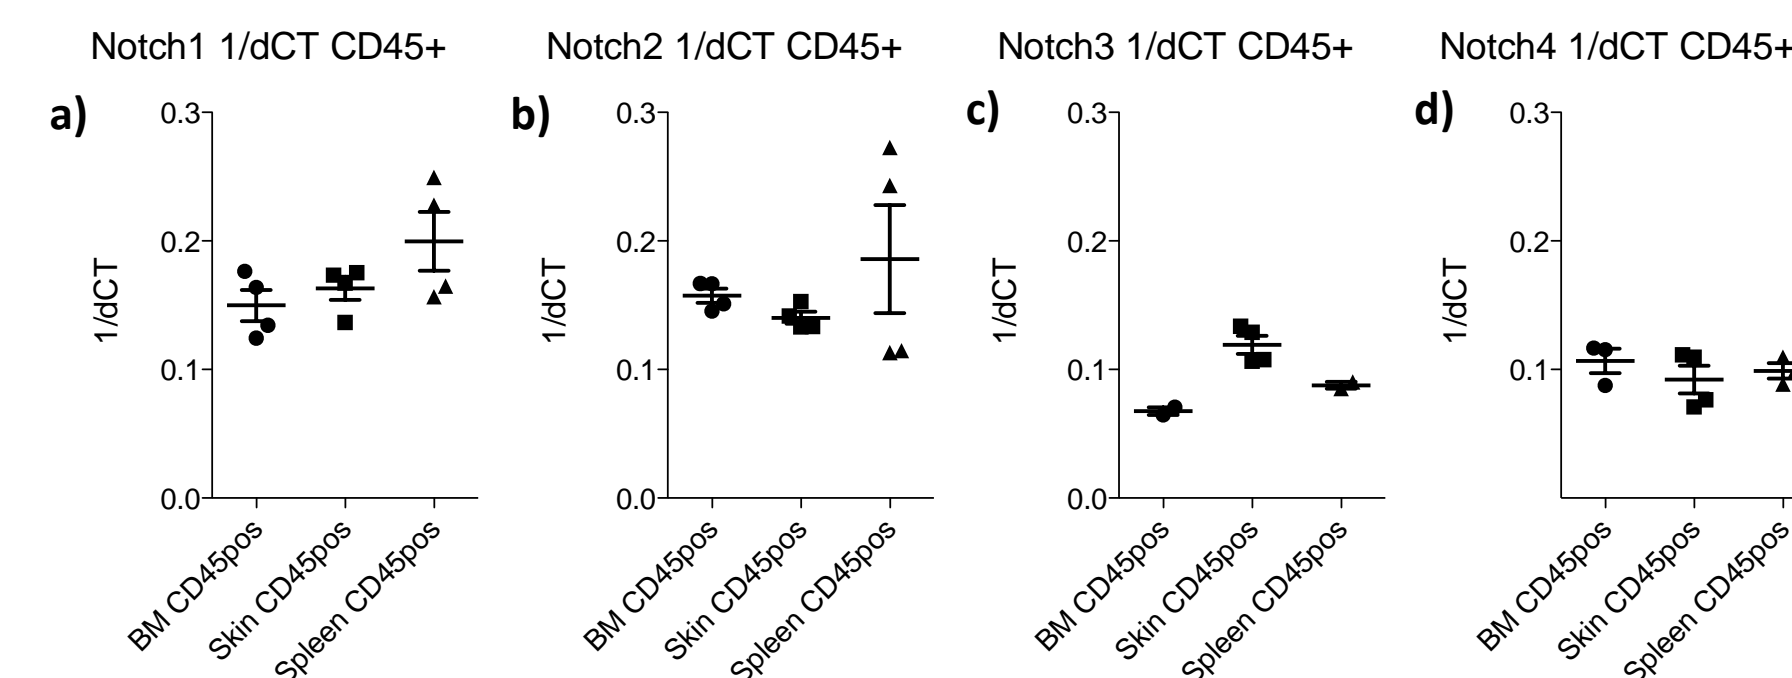 Notch1 1/dCT CD45+
Notch2 1/dCT CD45+
Notch3 1/dCT CD45+
Notch4 1/dCT CD45+
a)
b)
c)
d)
1/dCT
0.3
0.2
0.1
0.0
BM CD45pos
Skin CD45pos
Spleen CD45pos
1/dCT
0.3
0.2
0.1
0.0
BM CD45pos
Skin CD45pos
Spleen CD45pos
1/dCT
0.3
0.2
0.1
0.0
BM CD45pos
Skin CD45pos
Spleen CD45pos
1/dCT
0.3
0.2
0.1
BM CD45pos
Skin CD45pos
Spleen CD45pos